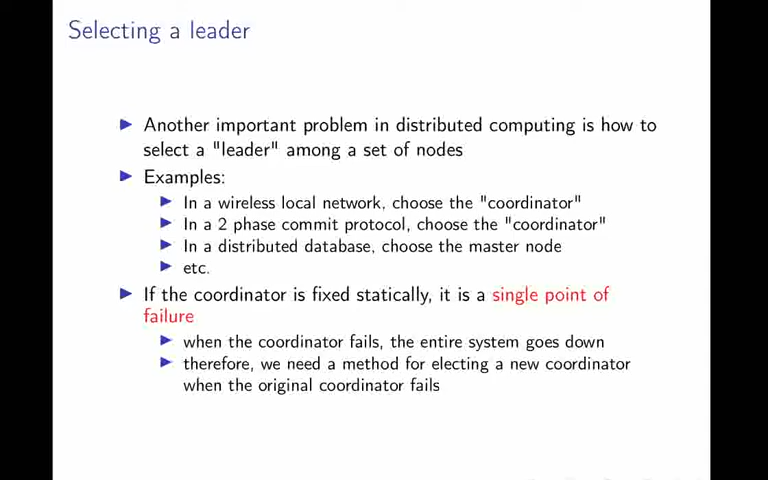 Selecting a leader
Another important problem in distributed computing is how to
select a "leader" among a set of nodes
Examples:
In a wireless local network, choose the "coordinator"
In a 2 phase commit protocol, choose the "coordinator"
In a distributed database, choose the master node
etc.
If the coordinator is fixed statically, it is a single point of
failure
when the coordinator fails, the entire system goes down
therefore, we need a method for electing a new coordinator
when the original coordinator fails